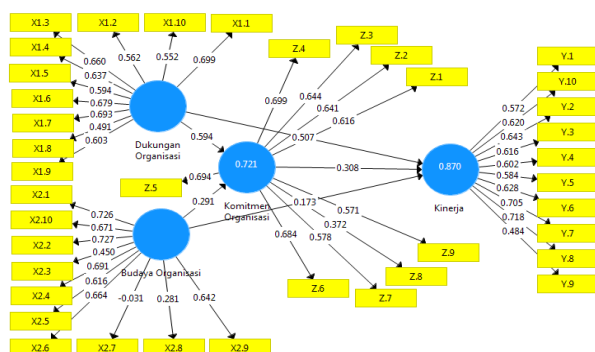 X1.3
X1.2
X1.10
X1.1
X1.4
X1.5
X1.6
X1.7
X1.8
X1.9
0.660
0.562
0.552
0.699
0.637
0.594
0.679
0.693
0.491
0.603
Dukungan
Organisasi
0.594
Z.4
Z.3
Z.2
Z.1
0.699
0.644
0.641
0.616
0.507
0.721
Komitmen
Organisasi
0.308
0.870
Kinerja
Z.5
0.694
0.291
0.173
X2.1
X2.10
X2.2
X2.3
X2.4
X2.5
X2.6
X2.7
X2.8
X2.9
0.726
0.671
0.727
0.450
0.691
0.616
0.664
-0.031
0.281
0.642
Budaya Organisasi
0.684
0.578
0.372
0.571
Z.6
Z.7
Z.8
Z.9
Y.1
Y.10
Y.2
Y.3
Y.4
Y.5
Y.6
Y.7
Y.8
Y.9
0.572
0.620
0.643
0.616
0.602
0.584
0.628
0.705
0.718
0.484